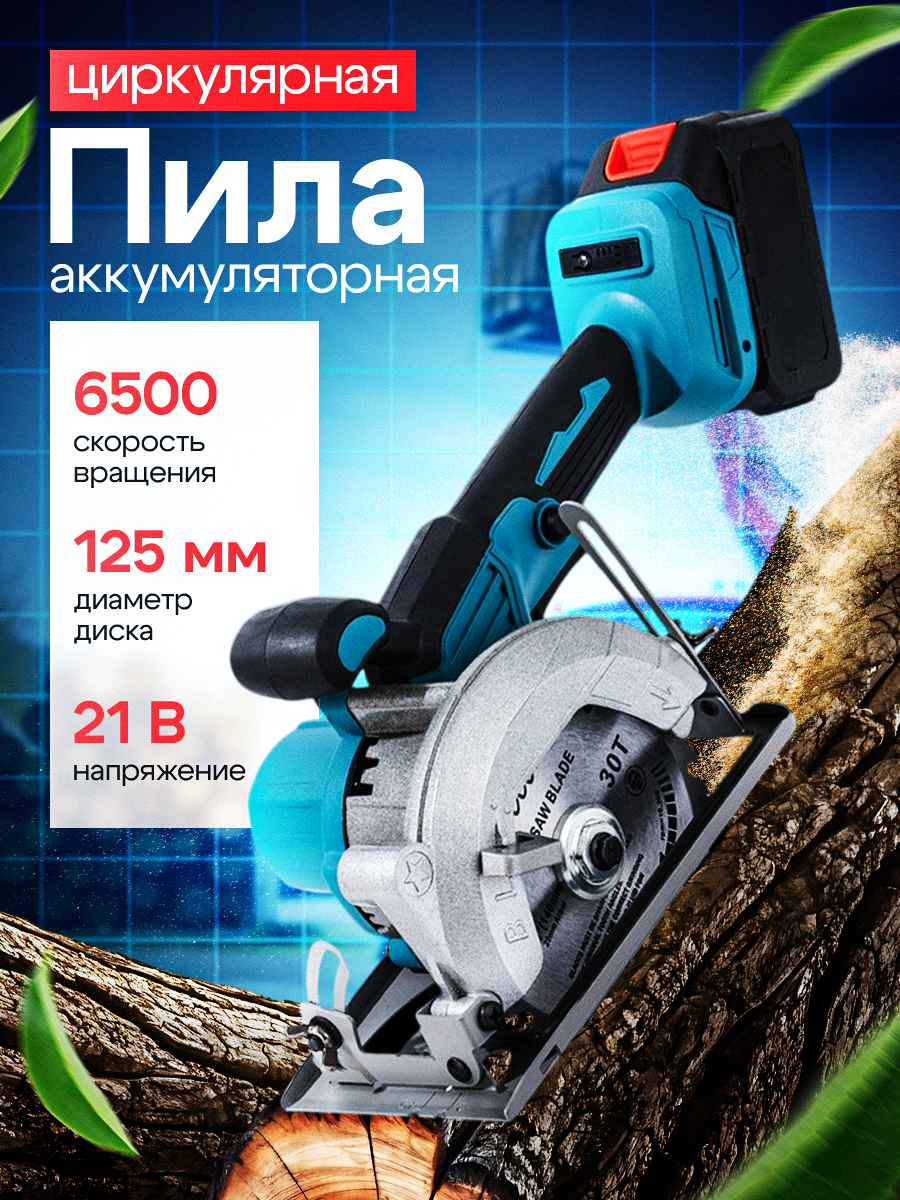 циркулярная
Пила
аккумуляторная
6500
скорость
вращения
125 мм
диаметр
диска
21 В
напряжение
SAW BLADE
30T